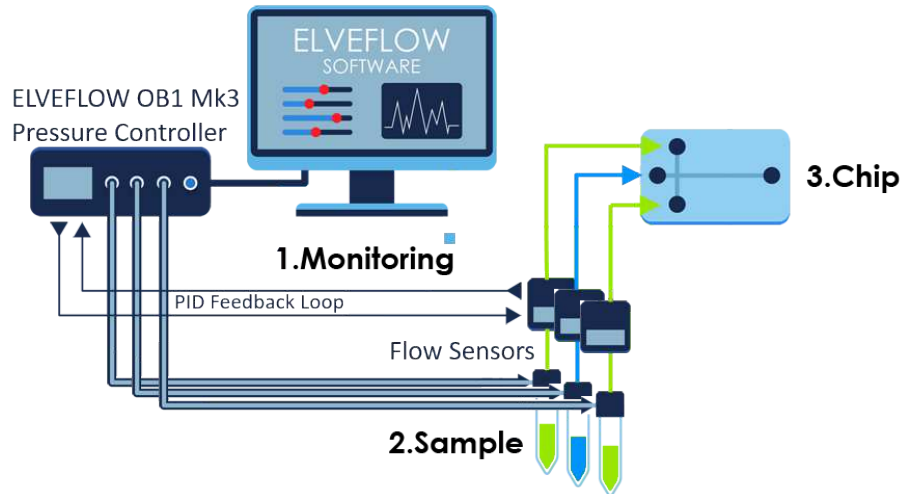 ELVEFLOW
SOFTWARE
ELVEFLOW OB1 Mk3
Pressure Controller
3.Chip
1.Monitoring
PID Feedback Loop
Flow Sensors
2.Sample